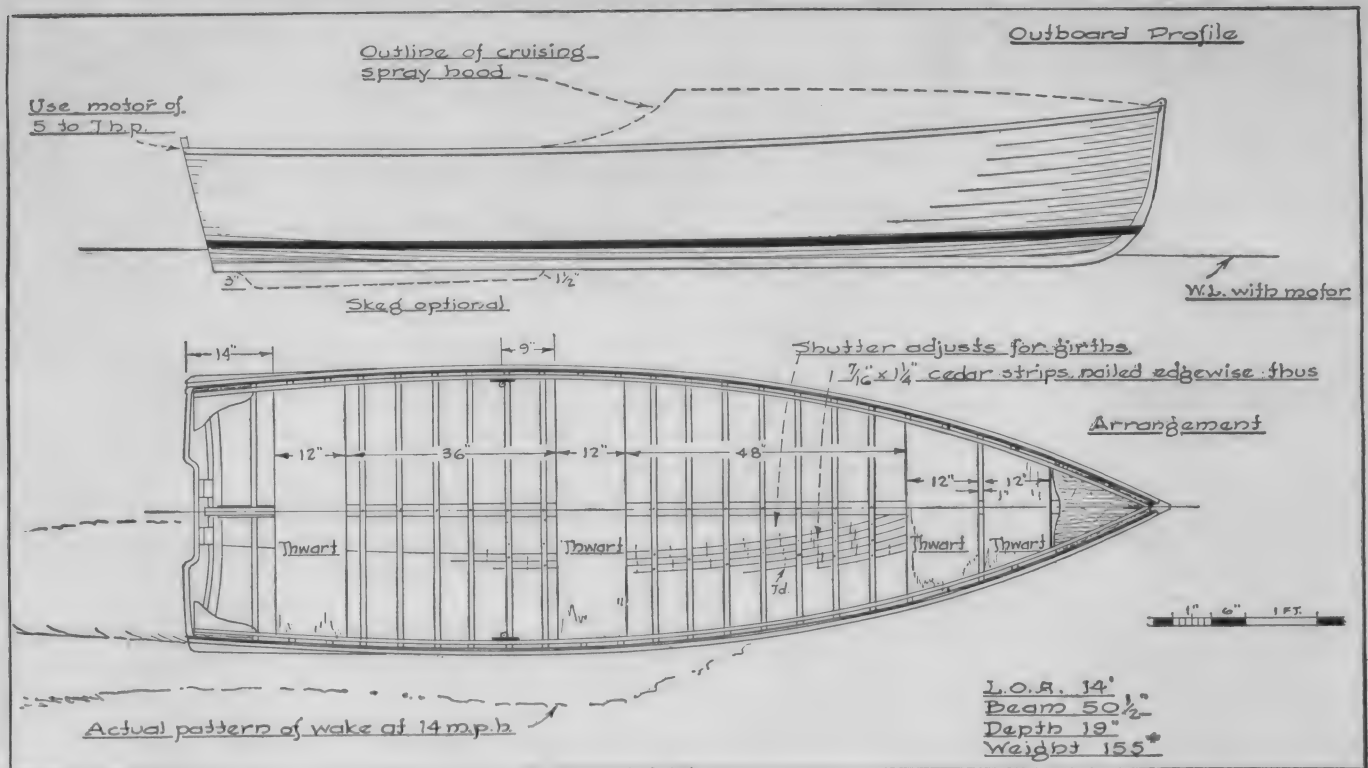 Outboard Profile
Outline of cruising
spray hood
Use motor of
5 to 7 h.p.
3"
1½"
Skeg optional
W.L. with motor
14"
9"
Shutter adjusts for girths
7/16" x 1¼" cedar strips nailed edgewise thus
Arrangement
12"
36"
12"
48"
12"
12"
1"
Thwart
Thwart
Thwart
Thwart
7d.
1"
6"
1 FT.
Actual pattern of wake at 14 m.p.h.
L.O.A. 14'
Beam 50½"
Depth 19"
Weight 155#